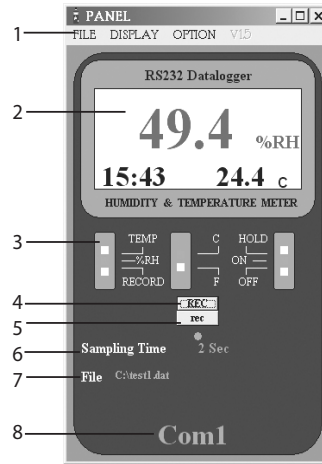 PANEL
1 FILE DISPLAY OPTION V1.5
RS232 Datalogger
2 49.4 %RH
15:43 24.4 C
HUMIDITY & TEMPERATURE METER
3 TEMP C HOLD
%RH ON
RECORD F OFF
4 REC
5 rec
6 Sampling Time 2 Sec
7 File C:\test1.dat
8 Com1